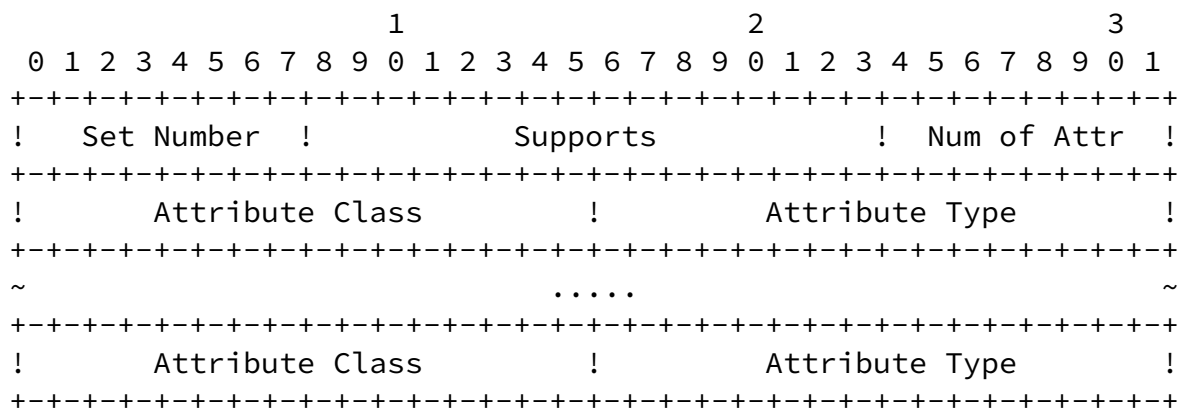 1                   2                   3
 0 1 2 3 4 5 6 7 8 9 0 1 2 3 4 5 6 7 8 9 0 1 2 3 4 5 6 7 8 9 0 1
+-+-+-+-+-+-+-+-+-+-+-+-+-+-+-+-+-+-+-+-+-+-+-+-+-+-+-+-+-+-+-+-+
!   Set Number  !           Supports            !  Num of Attr  !
+-+-+-+-+-+-+-+-+-+-+-+-+-+-+-+-+-+-+-+-+-+-+-+-+-+-+-+-+-+-+-+-+
!       Attribute Class         !         Attribute Type        !
+-+-+-+-+-+-+-+-+-+-+-+-+-+-+-+-+-+-+-+-+-+-+-+-+-+-+-+-+-+-+-+-+
~                             .....                             ~
+-+-+-+-+-+-+-+-+-+-+-+-+-+-+-+-+-+-+-+-+-+-+-+-+-+-+-+-+-+-+-+-+
!       Attribute Class         !         Attribute Type        !
+-+-+-+-+-+-+-+-+-+-+-+-+-+-+-+-+-+-+-+-+-+-+-+-+-+-+-+-+-+-+-+-+